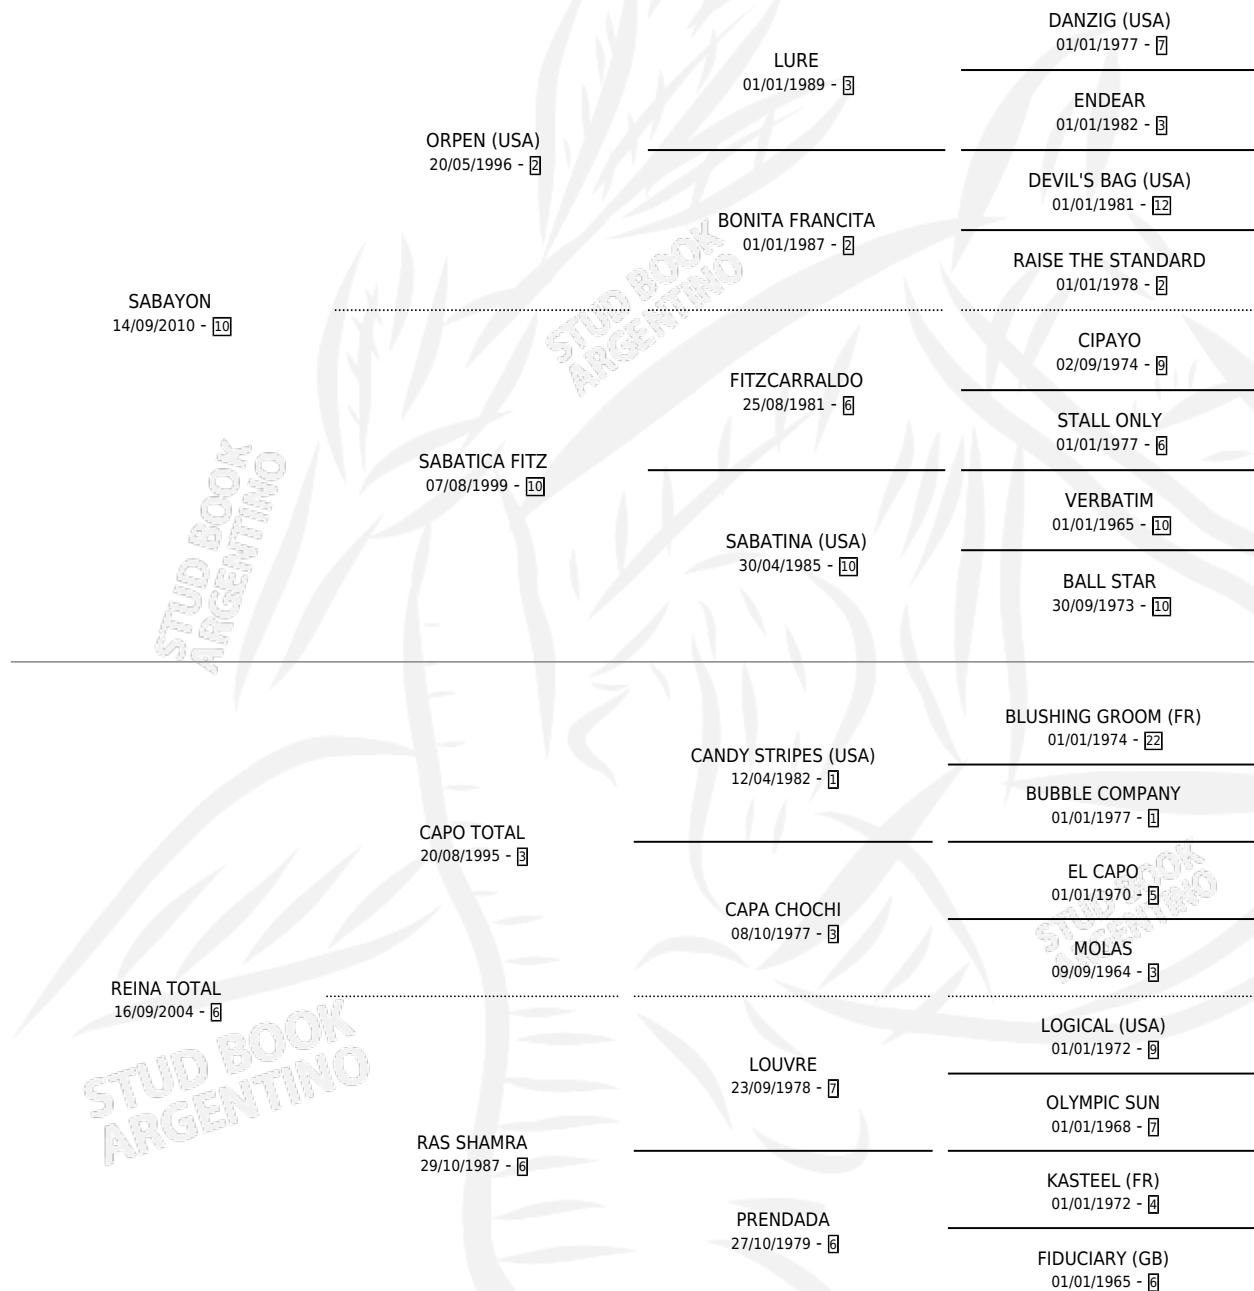 DANZIG (USA)
01/01/1977 - 7
LURE
01/01/1989 - 3
ENDEAR
01/01/1982 - 3
ORPEN (USA)
20/05/1996 - 2
DEVIL'S BAG (USA)
01/01/1981 - 12
BONITA FRANCITA
01/01/1987 - 2
RAISE THE STANDARD
01/01/1978 - 2
SABAYON
14/09/2010 - 10
CIPAYO
02/09/1974 - 9
FITZCARRALDO
25/08/1981 - 6
STALL ONLY
01/01/1977 - 6
SABATICA FITZ
07/08/1999 - 10
VERBATIM
01/01/1965 - 10
SABATINA (USA)
30/04/1985 - 10
BALL STAR
30/09/1973 - 10
BLUSHING GROOM (FR)
01/01/1974 - 22
CANDY STRIPES (USA)
12/04/1982 - 1
BUBBLE COMPANY
01/01/1977 - 1
CAPO TOTAL
20/08/1995 - 3
EL CAPO
01/01/1970 - 5
CAPA CHOCHI
08/10/1977 - 3
MOLAS
09/09/1964 - 3
REINA TOTAL
16/09/2004 - 6
LOGICAL (USA)
01/01/1972 - 9
LOUVRE
23/09/1978 - 7
OLYMPIC SUN
01/01/1968 - 7
RAS SHAMRA
29/10/1987 - 6
KASTEEL (FR)
01/01/1972 - 4
PRENDADA
27/10/1979 - 6
FIDUCIARY (GB)
01/01/1965 - 6
STUD BOOK
ARGENTINO
STUD BOOK
ARGENTINO
STUD BOOK
ARGENTINO
STUD BOOK
ARGENTINO